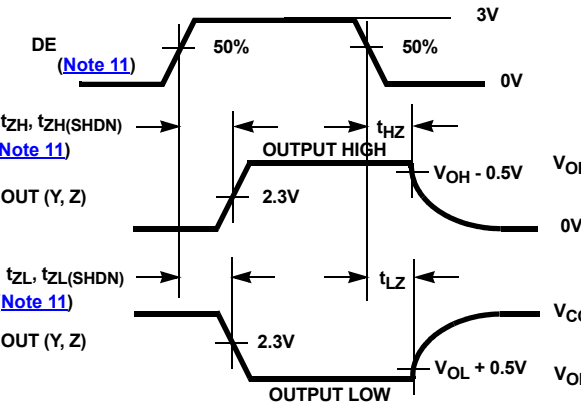 3V
DE
50%
50%
(Note 11)
0V
tZH, tZH(SHDN)
tHZ
Note 11)
OUTPUT HIGH
VOH - 0.5V
OUT (Y, Z)
2.3V
0V
tZL, tZL(SHDN)
tLZ
Note 11)
OUT (Y, Z)
2.3V
VOL + 0.5V
OUTPUT LOW